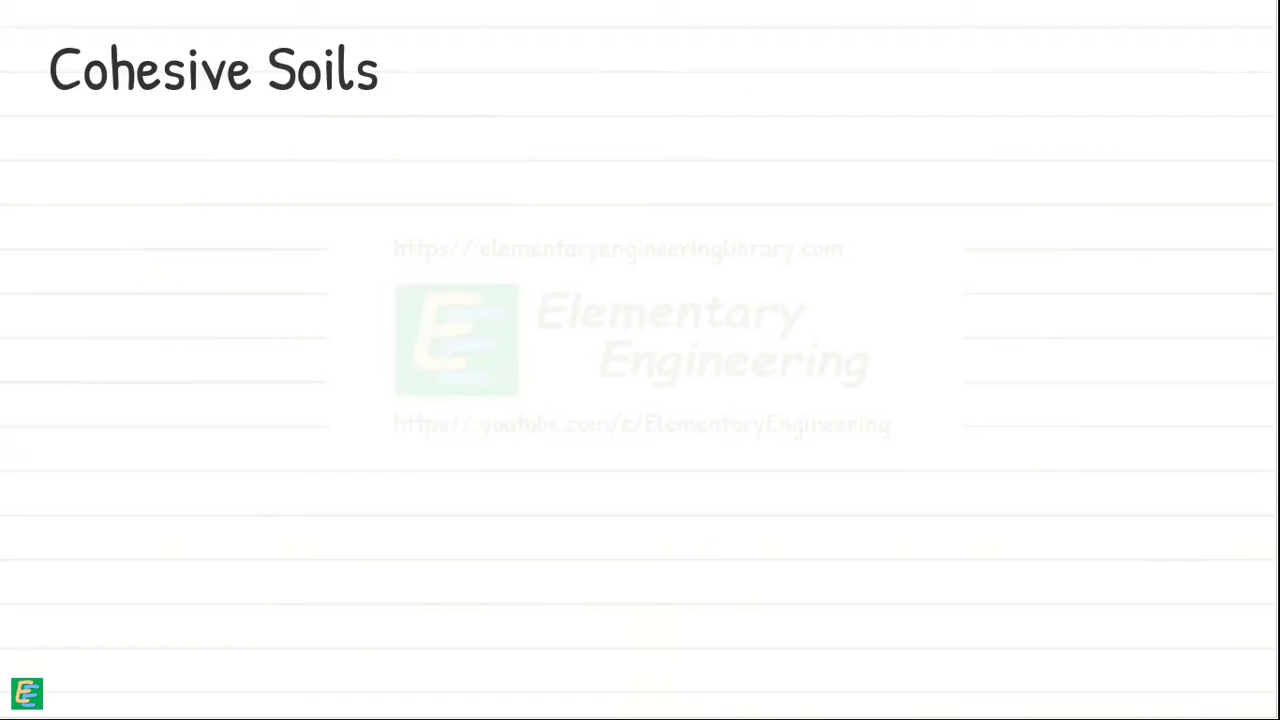 Cohesive Soils
https//:elementaryengineeringlibrary.com
E Elementary
Engineering
https//:youtube.com/c/ElementaryEngineering